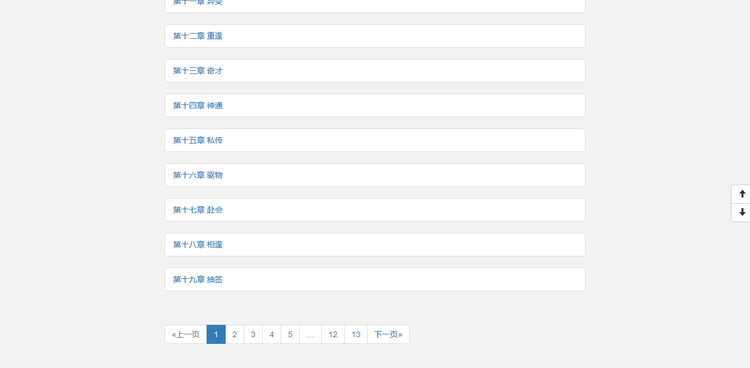 第十一章 异变
第十二章 重逢
第十三章 奇才
第十四章 神通
第十五章 私传
第十六章 驱物
第十七章 赴会
第十八章 相逢
第十九章 抽签
«上一页 1 2 3 4 5 ... 12 13 下一页»